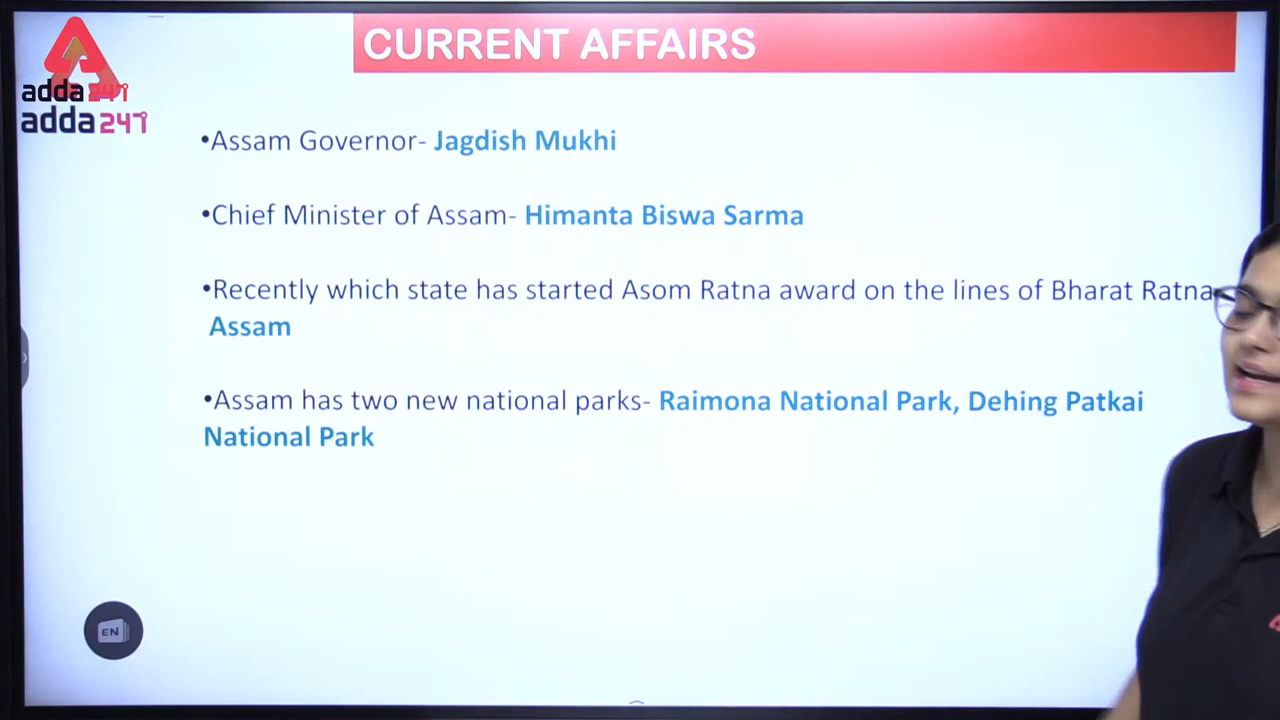 CURRENT AFFAIRS
adda247
adda247
•Assam Governor- Jagdish Mukhi
•Chief Minister of Assam- Himanta Biswa Sarma
•Recently which state has started Asom Ratna award on the lines of Bharat Ratna-
Assam
•Assam has two new national parks- Raimona National Park, Dehing Patkai
National Park
EN